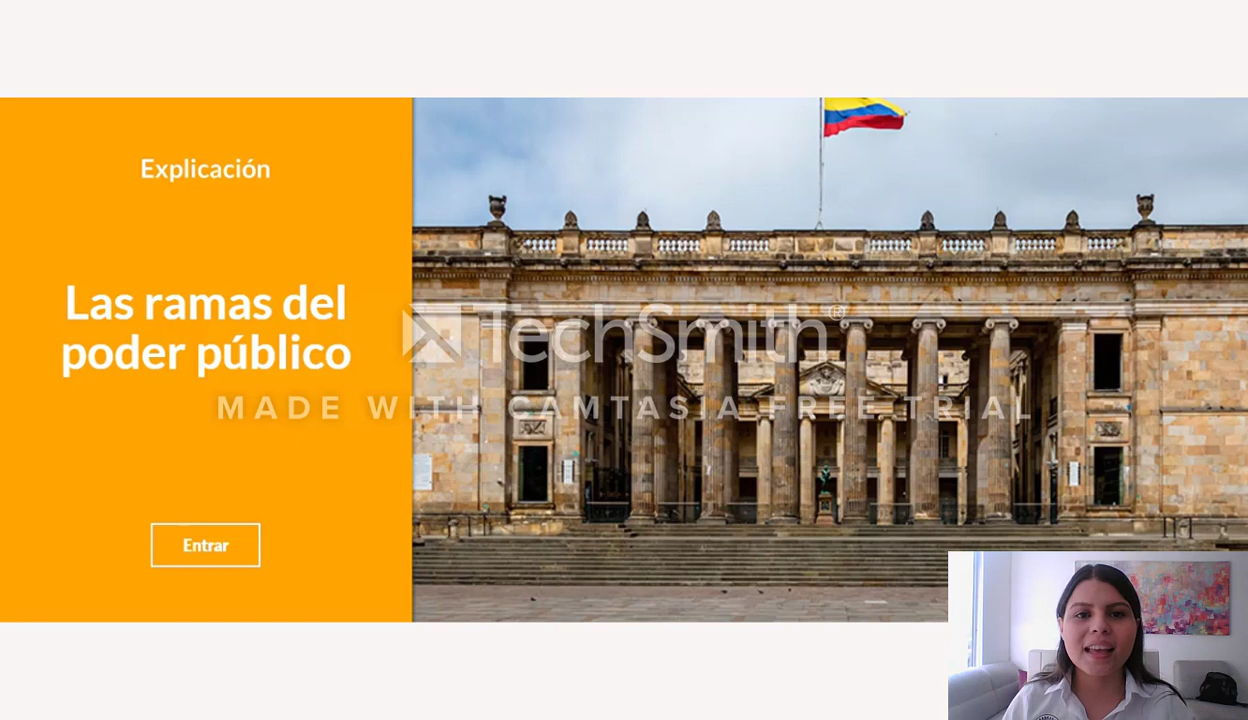 Explicación
Las ramas del
poder público
TechSmith®
MADE WITH CAMTASIA FREE TRIAL
Entrar